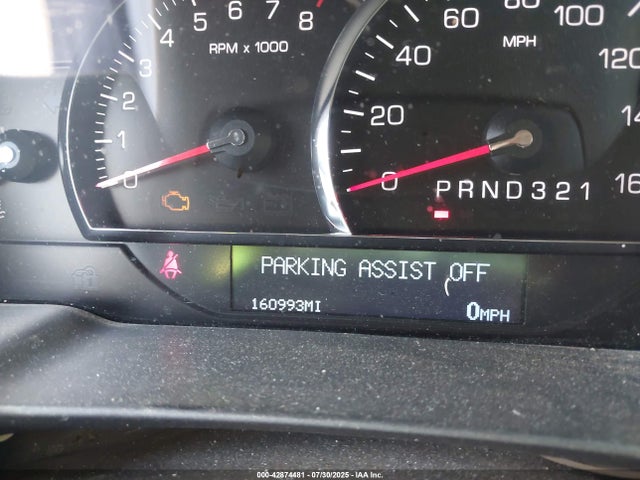 0 1 2 3 4 5 6 7 8
RPM x 1000
0 20 40 60 80 100 120
MPH
PRND321
PARKING ASSIST OFF
160993MI
0MPH
000-42874481 - 07/30/2025 - IAA Inc.